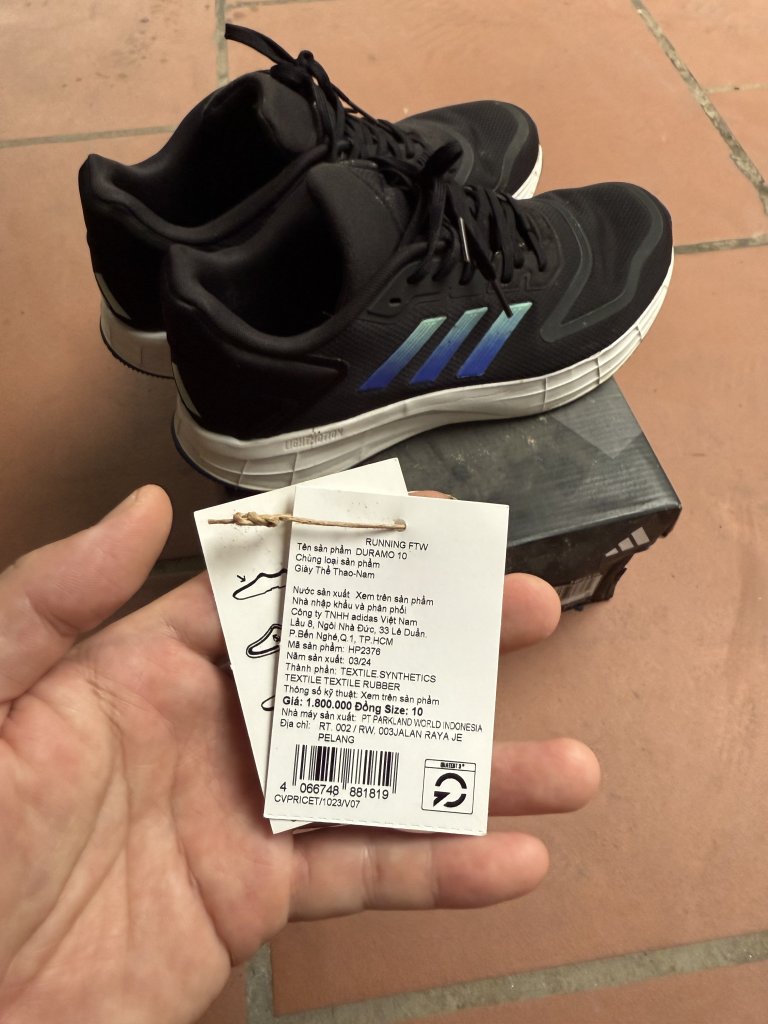 LIGHTMOTION
RUNNING FTW
Tên sản phẩm DURAMO 10
Chủng loại sản phẩm
Giày Thể Thao-Nam
Nước sản xuất Xem trên sản phẩm
Nhà nhập khẩu và phân phối
Công ty TNHH adidas Việt Nam
Lầu 8, Ngôi Nhà Đức, 33 Lê Duẩn.
P.Bến Nghé,Q.1, TP.HCM
Mã sản phẩm: HP2376
Năm sản xuất: 03/24
Thành phần: TEXTILE.SYNTHETICS
TEXTILE TEXTILE RUBBER
Thông số kỹ thuật: Xem trên sản phẩm
Giá: 1.800.000 Đồng Size: 10
Nhà máy sản xuất: PT PARKLAND WORLD INDONESIA
Địa chỉ: RT. 002 / RW. 003JALAN RAYA JE
PELANG
4 066748 881819
CVPRICET/1023/V07